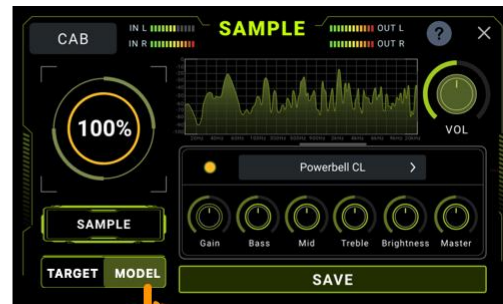 CAB
IN L
IN R
SAMPLE
OUT L
OUT R
?
100%
VOL
Powerbell CL
Gain Bass Mid Treble Brightness Master
SAMPLE
TARGET MODEL
SAVE